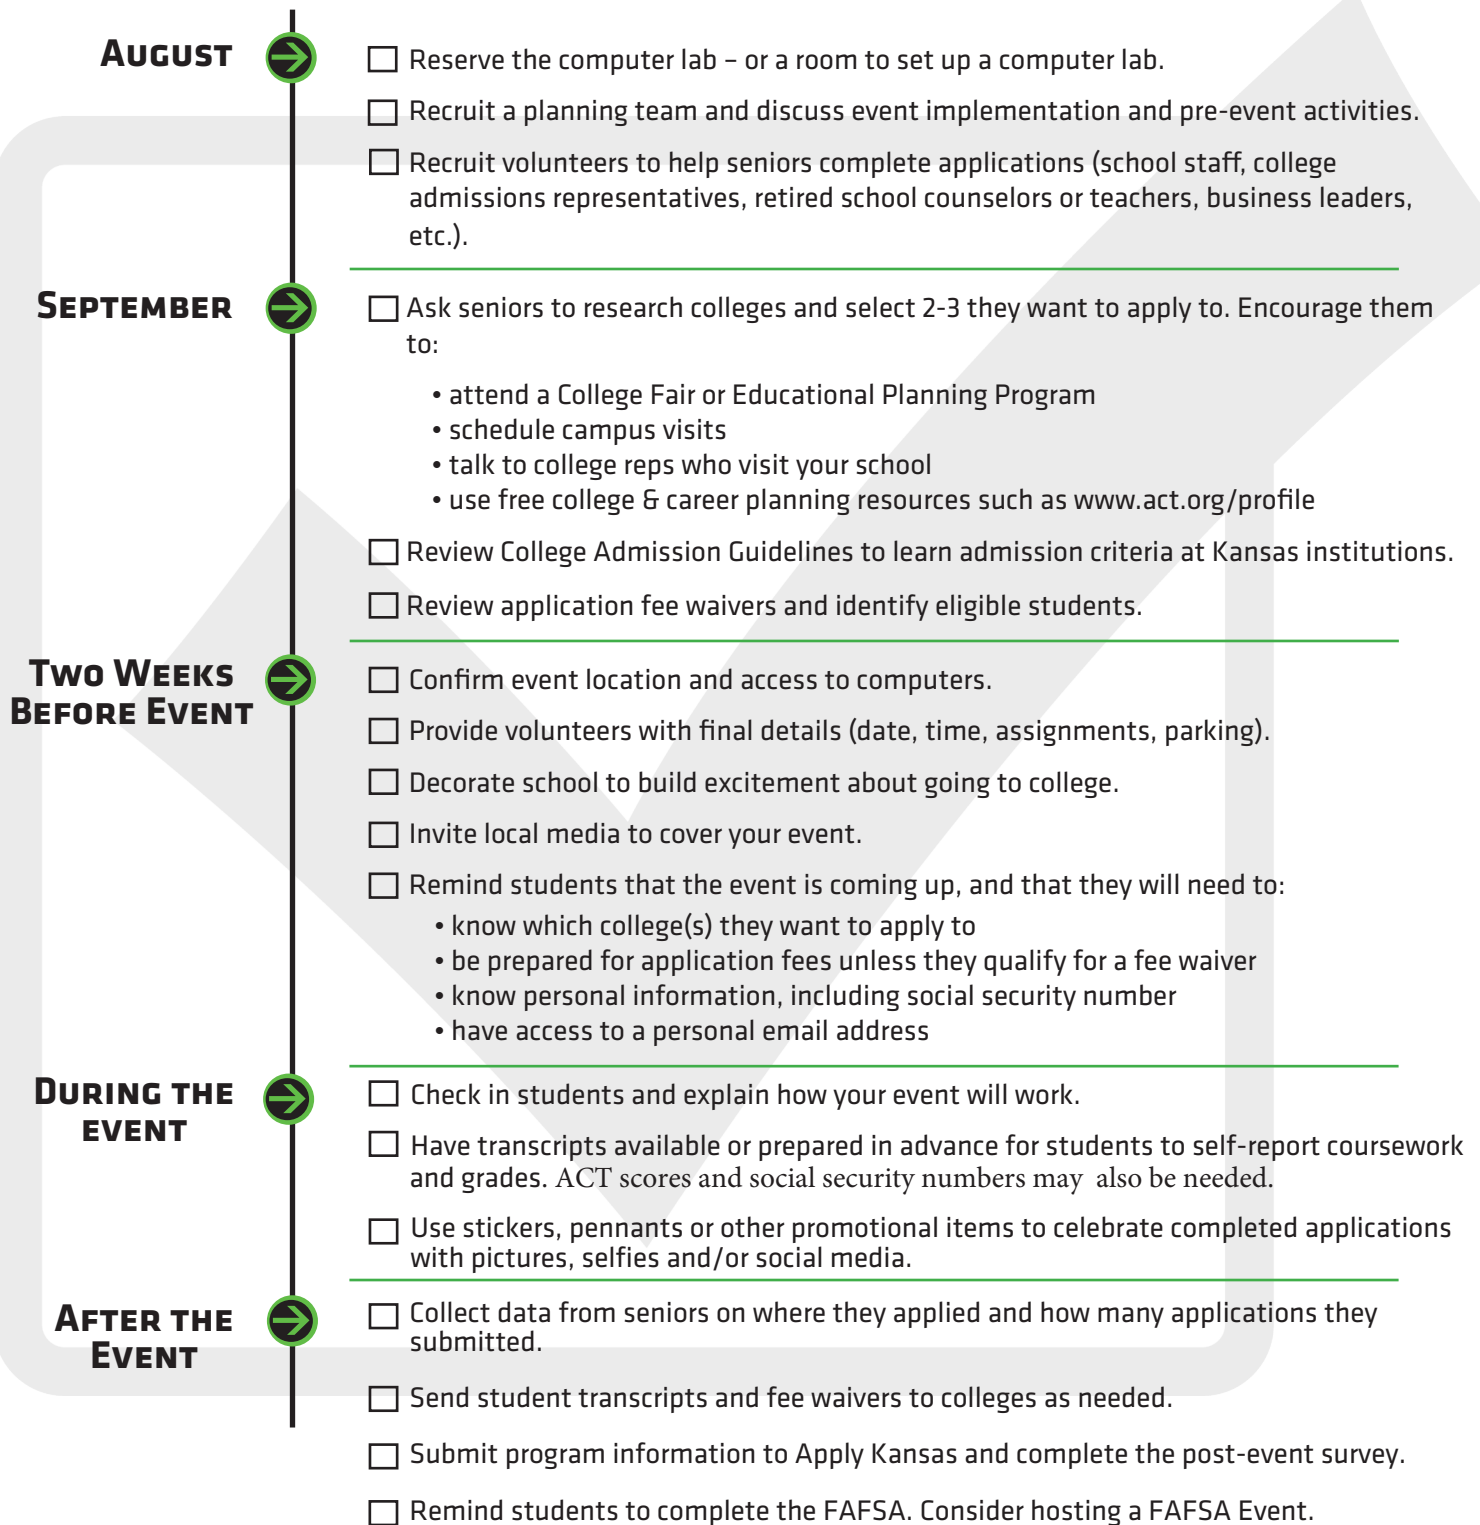 AUGUST
Reserve the computer lab – or a room to set up a computer lab.
Recruit a planning team and discuss event implementation and pre-event activities.
Recruit volunteers to help seniors complete applications (school staff, college
admissions representatives, retired school counselors or teachers, business leaders,
etc.).
SEPTEMBER
Ask seniors to research colleges and select 2-3 they want to apply to. Encourage them
to:
• attend a College Fair or Educational Planning Program
• schedule campus visits
• talk to college reps who visit your school
• use free college & career planning resources such as www.act.org/profile
Review College Admission Guidelines to learn admission criteria at Kansas institutions.
Review application fee waivers and identify eligible students.
TWO WEEKS
BEFORE EVENT
Confirm event location and access to computers.
Provide volunteers with final details (date, time, assignments, parking).
Decorate school to build excitement about going to college.
Invite local media to cover your event.
Remind students that the event is coming up, and that they will need to:
• know which college(s) they want to apply to
• be prepared for application fees unless they qualify for a fee waiver
• know personal information, including social security number
• have access to a personal email address
DURING THE
EVENT
Check in students and explain how your event will work.
Have transcripts available or prepared in advance for students to self-report coursework
and grades. ACT scores and social security numbers may  also be needed.
Use stickers, pennants or other promotional items to celebrate completed applications
with pictures, selfies and/or social media.
AFTER THE
EVENT
Collect data from seniors on where they applied and how many applications they
submitted.
Send student transcripts and fee waivers to colleges as needed.
Submit program information to Apply Kansas and complete the post-event survey.
Remind students to complete the FAFSA. Consider hosting a FAFSA Event.